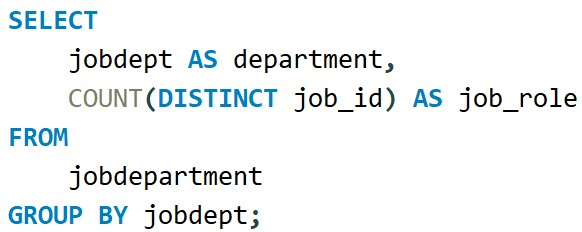 SELECT
jobdept AS department,
COUNT(DISTINCT job_id) AS job_role
FROM
jobdepartment
GROUP BY jobdept;